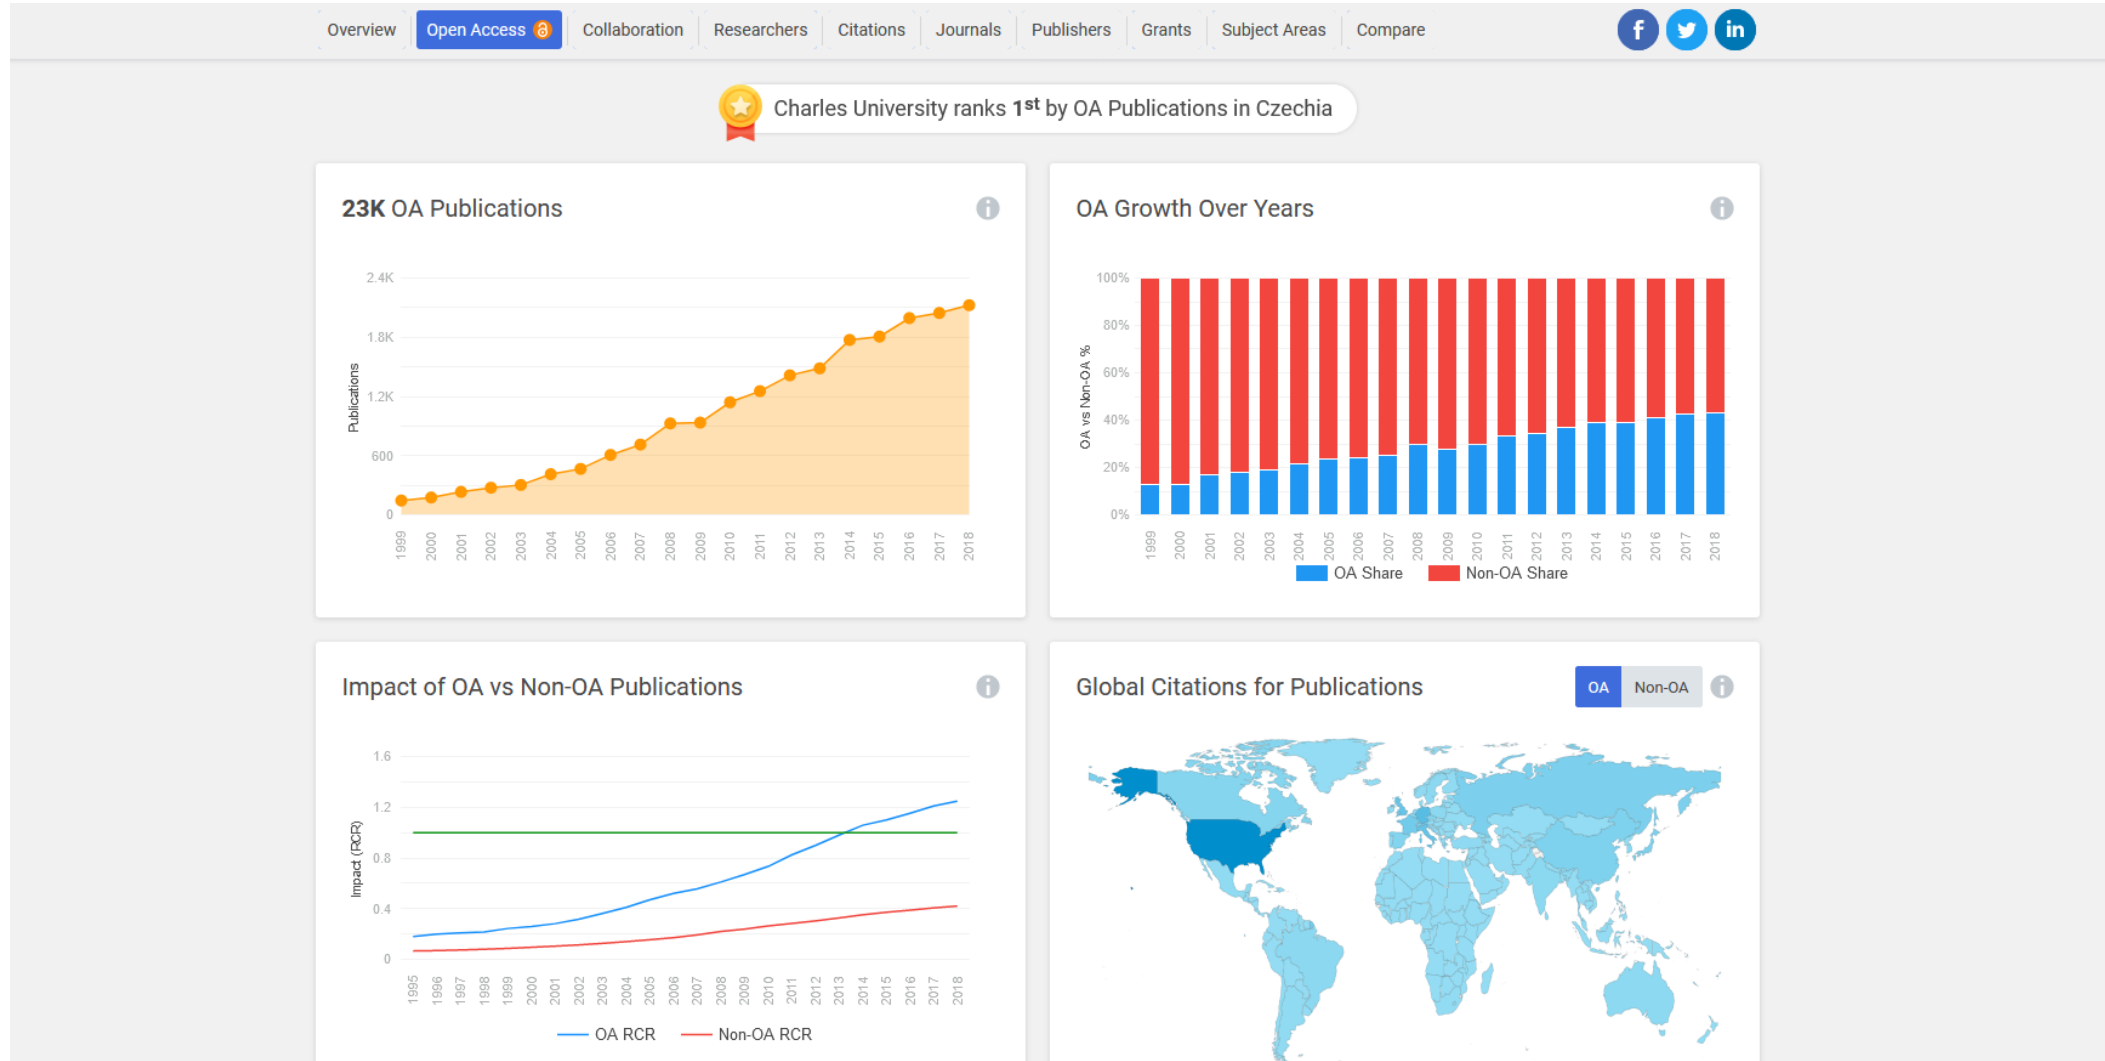 Overview Open Access Collaboration Researchers Citations Journals Publishers Grants Subject Areas Compare f in
Charles University ranks 1st by OA Publications in Czechia
23K OA Publications
2.4K
1.8K
1.2K
600
0
Publications
1999 2000 2001 2002 2003 2004 2005 2006 2007 2008 2009 2010 2011 2012 2013 2014 2015 2016 2017 2018
OA Growth Over Years
100%
80%
60%
40%
20%
0%
OA vs Non-OA %
1999 2000 2001 2002 2003 2004 2005 2006 2007 2008 2009 2010 2011 2012 2013 2014 2015 2016 2017 2018
OA Share Non-OA Share
Impact of OA vs Non-OA Publications
1.6
1.2
0.8
0.4
0
Impact (RCR)
1995 1996 1997 1998 1999 2000 2001 2002 2003 2004 2005 2006 2007 2008 2009 2010 2011 2012 2013 2014 2015 2016 2017 2018
OA RCR Non-OA RCR
Global Citations for Publications
OA Non-OA